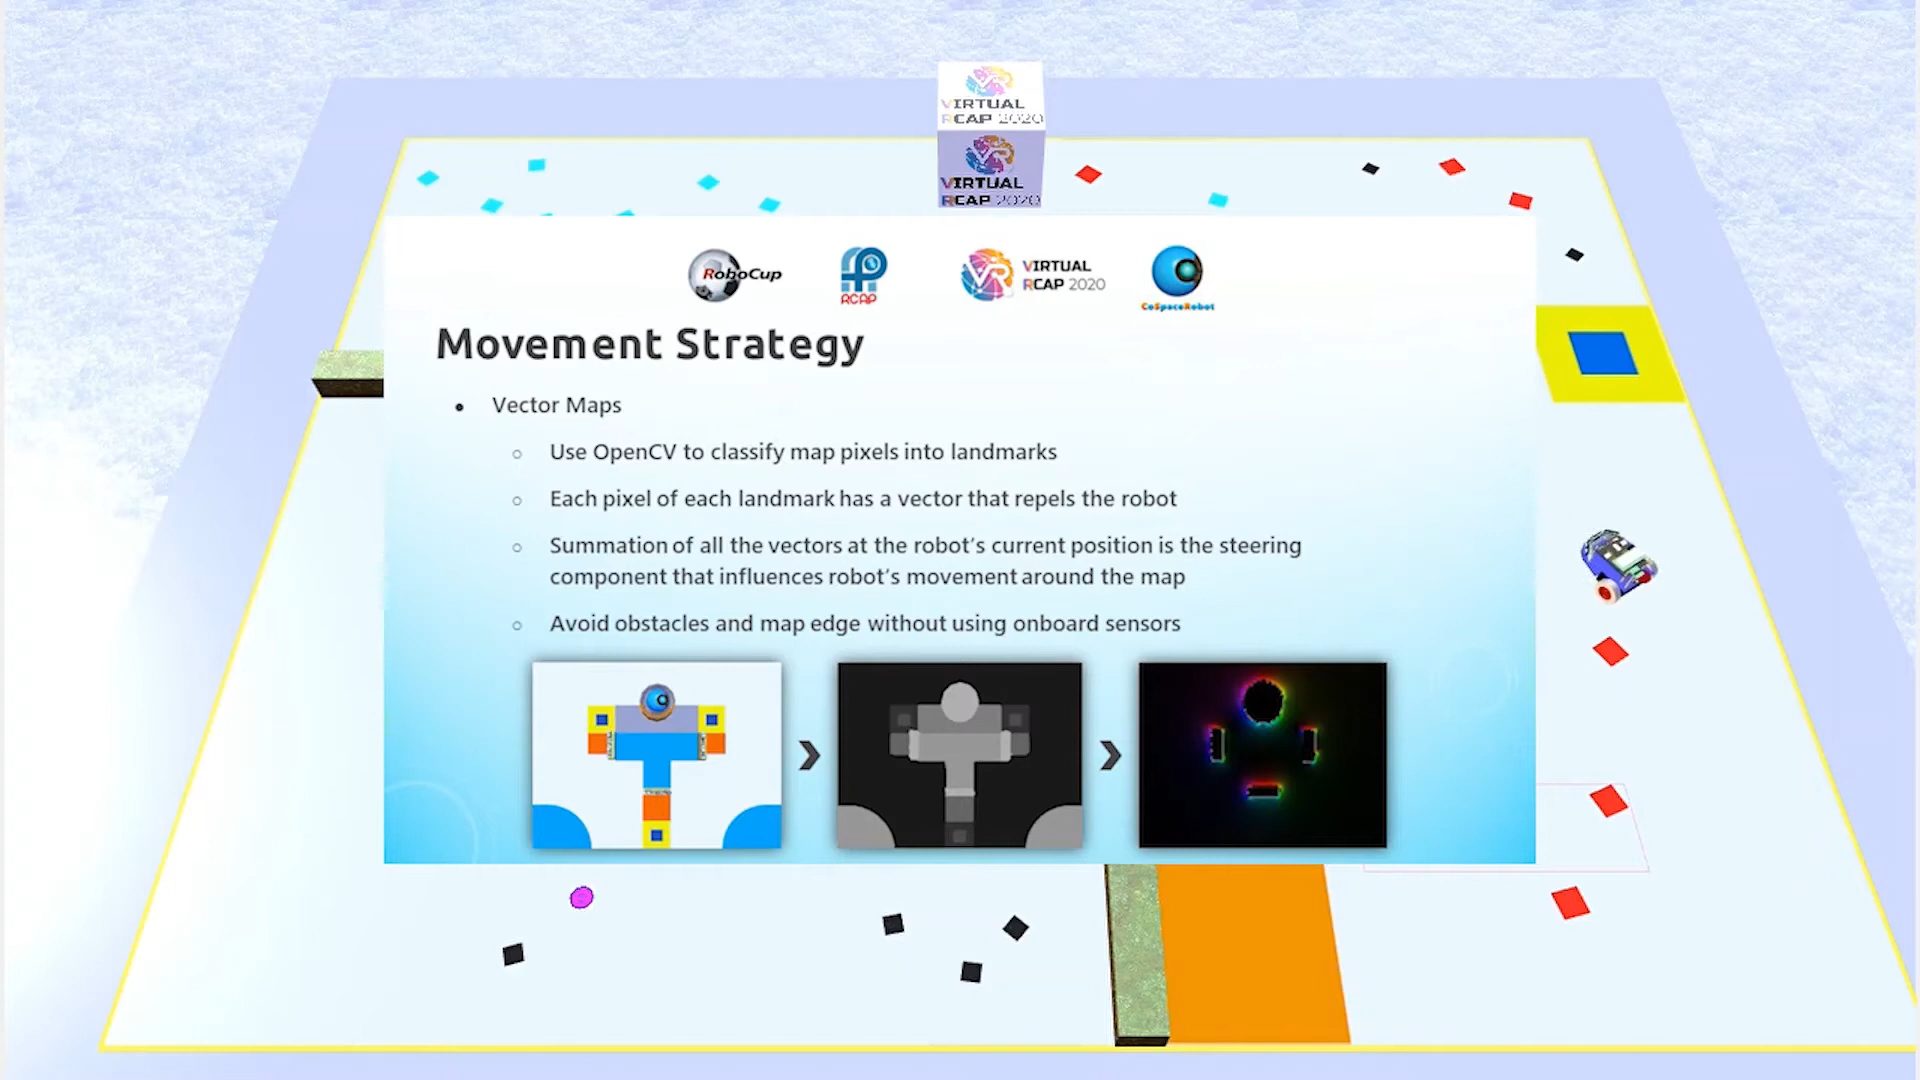 VIRTUAL
RCAP 2020
VIRTUAL
RCAP 2020
RoboCup
RCAP
VIRTUAL
RCAP 2020
CoSpaceRobot
Movement Strategy
Vector Maps
Use OpenCV to classify map pixels into landmarks
Each pixel of each landmark has a vector that repels the robot
Summation of all the vectors at the robot's current position is the steering
component that influences robot's movement around the map
Avoid obstacles and map edge without using onboard sensors